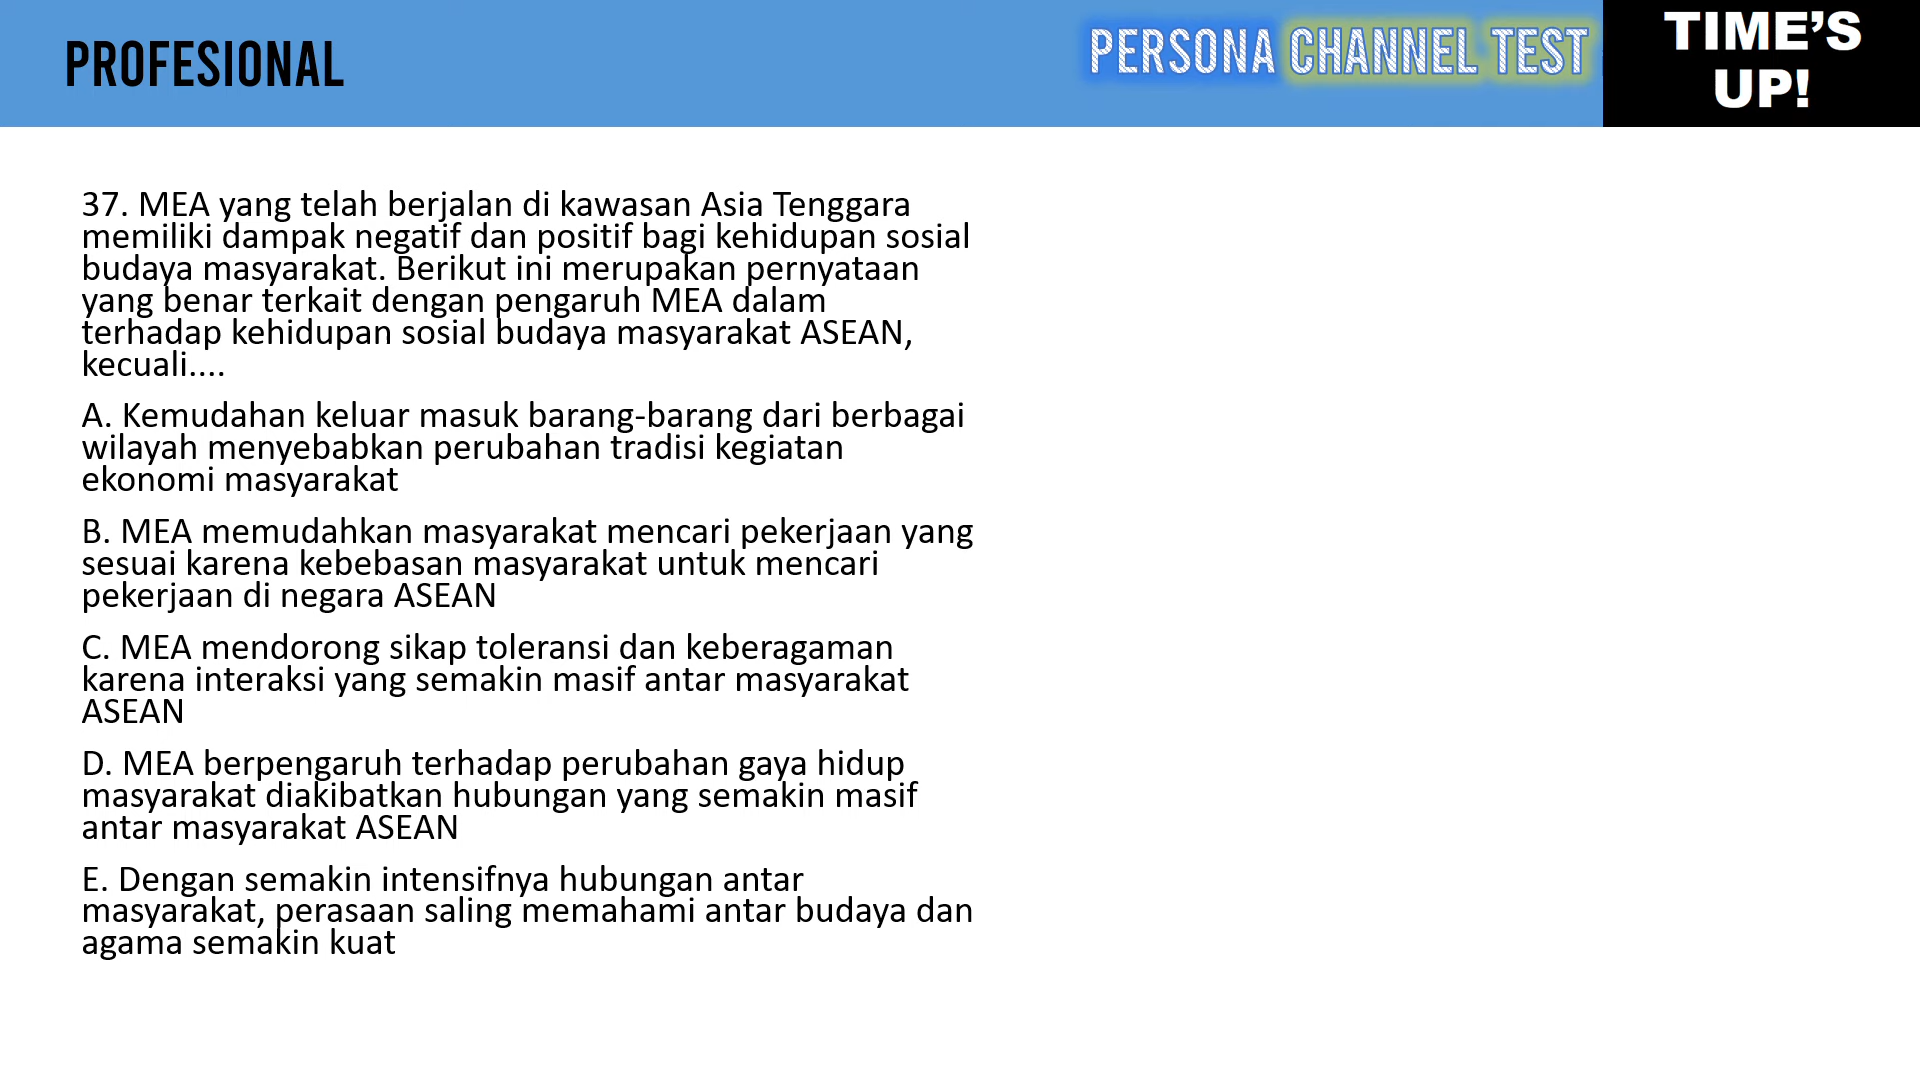 PROFESIONAL
PERSONA CHANNEL TEST
TIME'S
UP!
37. MEA yang telah berjalan di kawasan Asia Tenggara
memiliki dampak negatif dan positif bagi kehidupan sosial
budaya masyarakat. Berikut ini merupakan pernyataan
yang benar terkait dengan pengaruh MEA dalam
terhadap kehidupan sosial budaya masyarakat ASEAN,
kecuali....
A. Kemudahan keluar masuk barang-barang dari berbagai
wilayah menyebabkan perubahan tradisi kegiatan
ekonomi masyarakat
B. MEA memudahkan masyarakat mencari pekerjaan yang
sesuai karena kebebasan masyarakat untuk mencari
pekerjaan di negara ASEAN
C. MEA mendorong sikap toleransi dan keberagaman
karena interaksi yang semakin masif antar masyarakat
ASEAN
D. MEA berpengaruh terhadap perubahan gaya hidup
masyarakat diakibatkan hubungan yang semakin masif
antar masyarakat ASEAN
E. Dengan semakin intensifnya hubungan antar
masyarakat, perasaan saling memahami antar budaya dan
agama semakin kuat